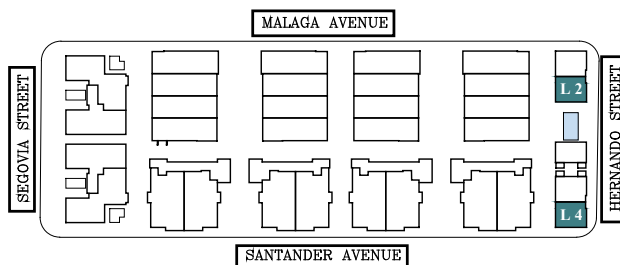 MALAGA AVENUE
SEGOVIA STREET
HERNANDO STREET
L 2
L 4
SANTANDER AVENUE